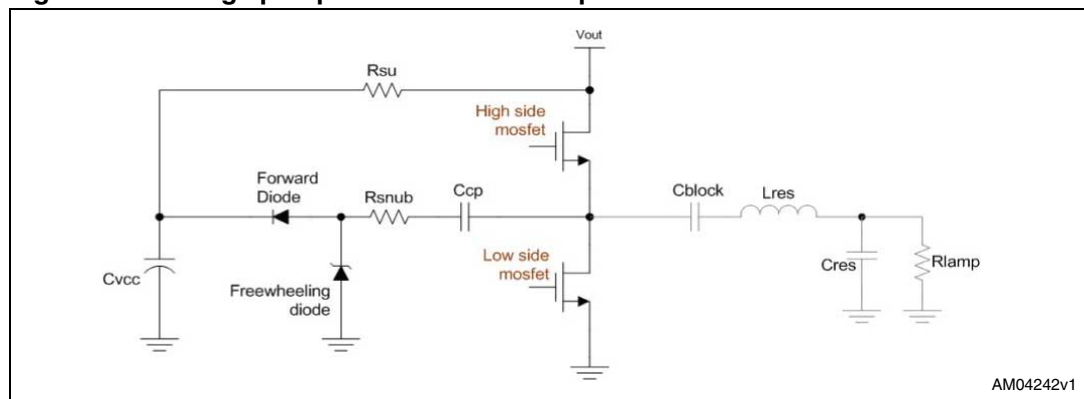 Vout
Rsu
High side
mosfet
Forward
Diode
Rsnub
Ccp
Cblock
Lres
Low side
mosfet
Cvcc
Freewheeling
diode
Cres
Rlamp
AM04242v1